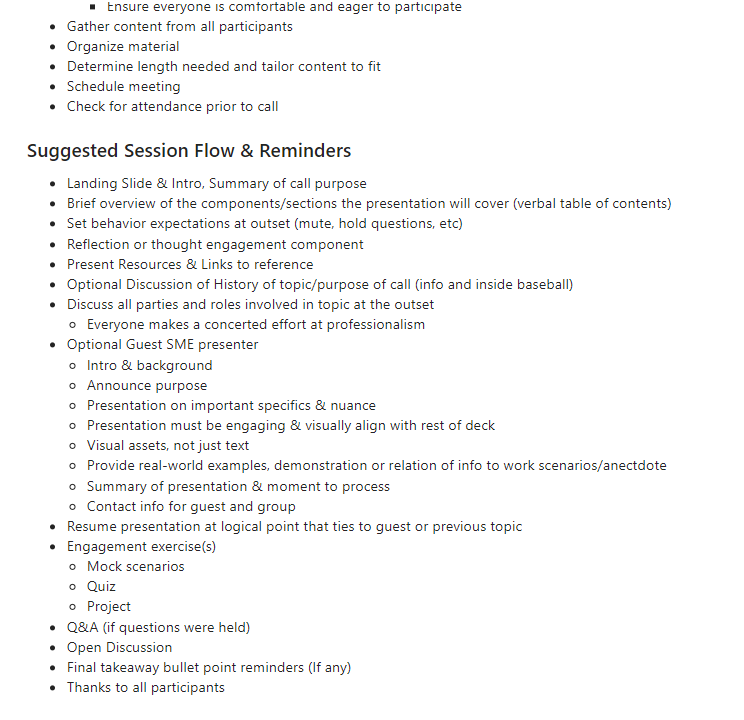 Ensure everyone is comfortable and eager to participate
Gather content from all participants
Organize material
Determine length needed and tailor content to fit
Schedule meeting
Check for attendance prior to call
Suggested Session Flow & Reminders
Landing Slide & Intro, Summary of call purpose
Brief overview of the components/sections the presentation will cover (verbal table of contents)
Set behavior expectations at outset (mute, hold questions, etc)
Reflection or thought engagement component
Present Resources & Links to reference
Optional Discussion of History of topic/purpose of call (info and inside baseball)
Discuss all parties and roles involved in topic at the outset
Everyone makes a concerted effort at professionalism
Optional Guest SME presenter
Intro & background
Announce purpose
Presentation on important specifics & nuance
Presentation must be engaging & visually align with rest of deck
Visual assets, not just text
Provide real-world examples, demonstration or relation of info to work scenarios/anectdote
Summary of presentation & moment to process
Contact info for guest and group
Resume presentation at logical point that ties to guest or previous topic
Engagement exercise(s)
Mock scenarios
Quiz
Project
Q&A (if questions were held)
Open Discussion
Final takeaway bullet point reminders (If any)
Thanks to all participants